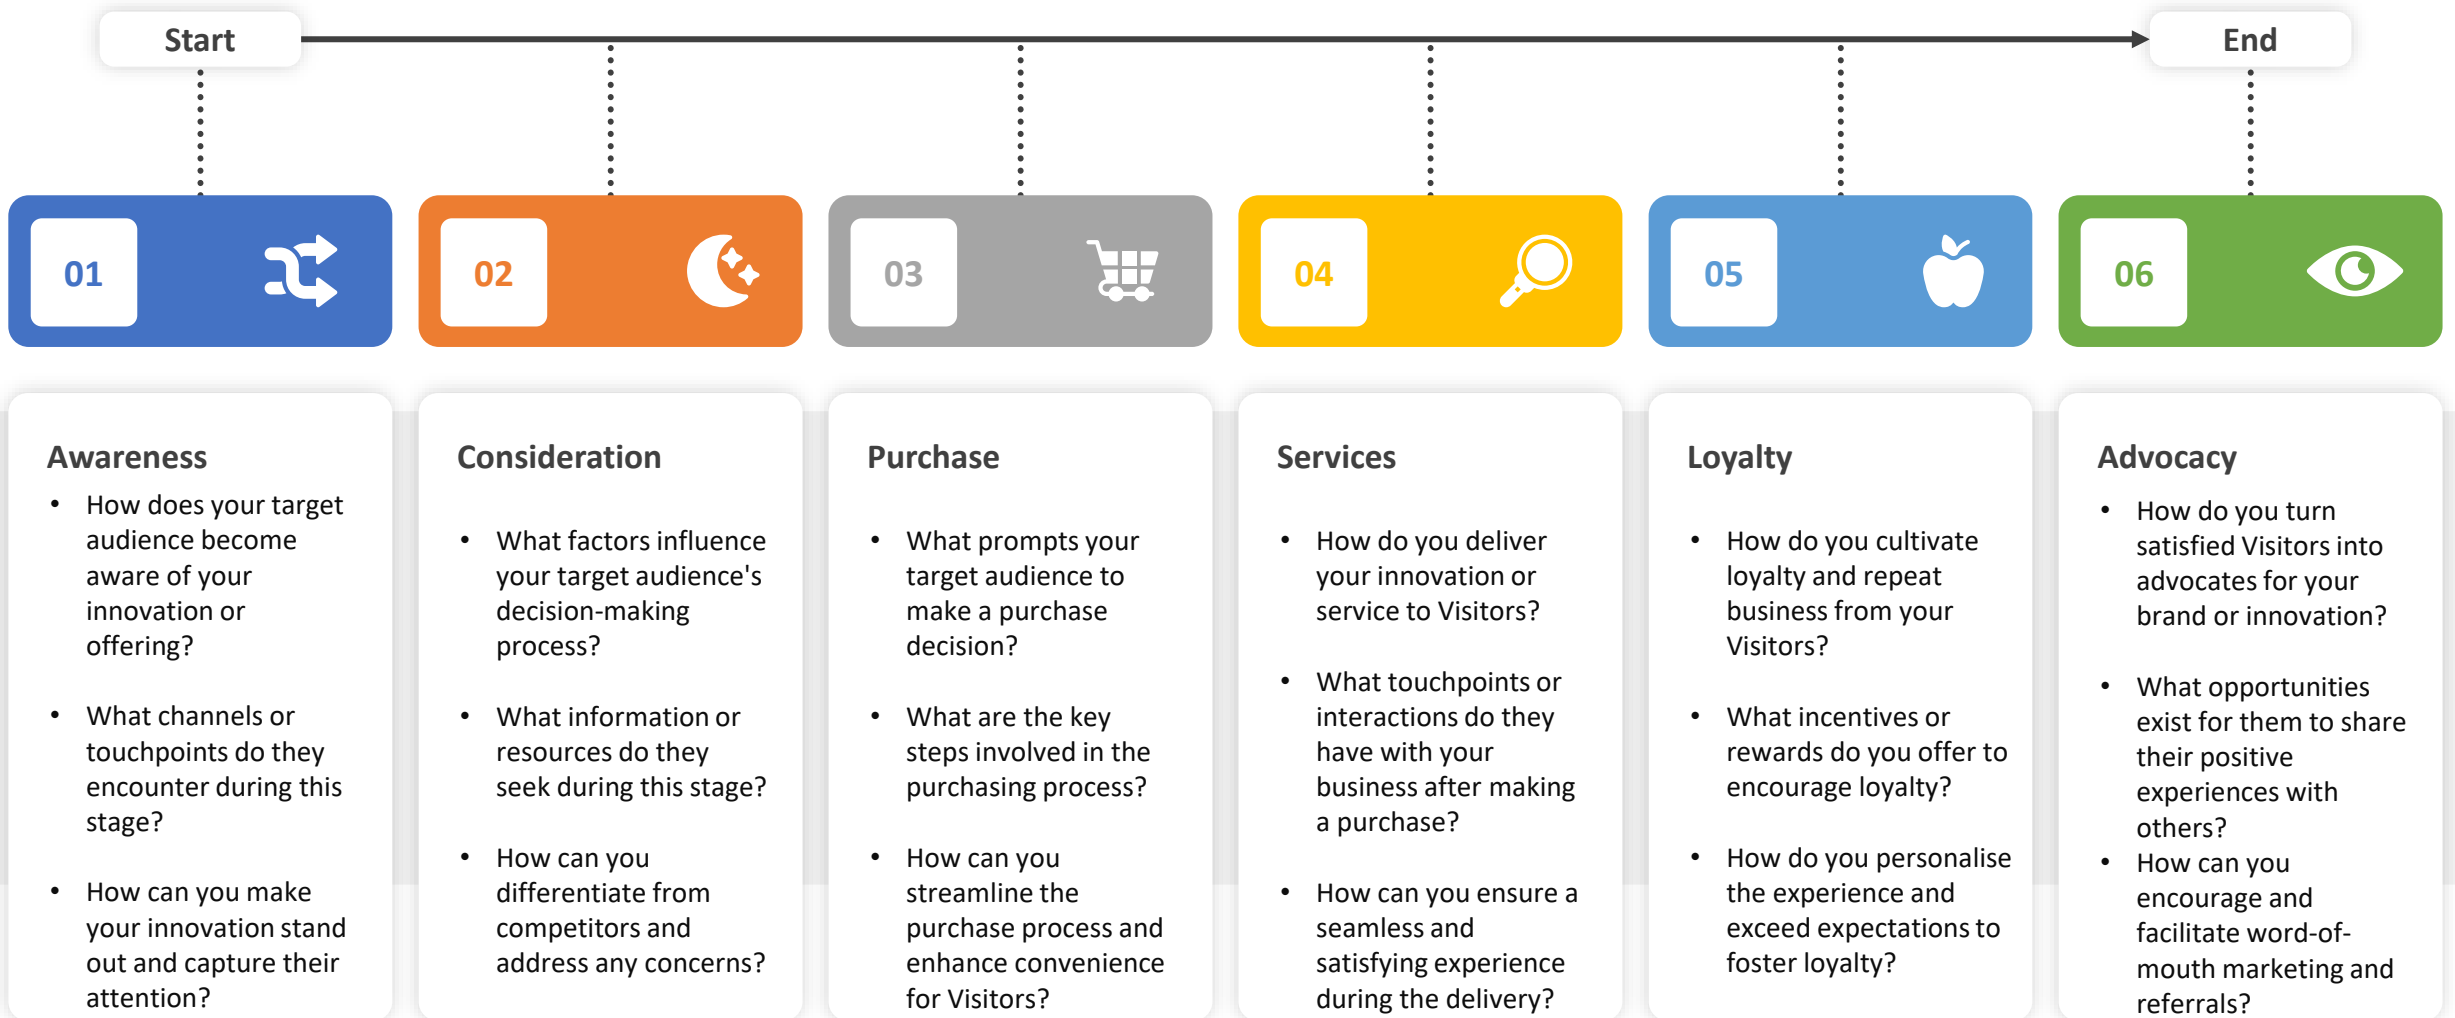 Start
End
01
02
03
04
05
06
Awareness
• How does your target
audience become
aware of your
innovation or
offering?
• What channels or
touchpoints do they
encounter during this
stage?
• How can you make
your innovation stand
out and capture their
attention?
Consideration
• What factors influence
your target audience's
decision-making
process?
• What information or
resources do they
seek during this stage?
• How can you
differentiate from
competitors and
address any concerns?
Purchase
• What prompts your
target audience to
make a purchase
decision?
• What are the key
steps involved in the
purchasing process?
• How can you
streamline the
purchase process and
enhance convenience
for Visitors?
Services
• How do you deliver
your innovation or
service to Visitors?
• What touchpoints or
interactions do they
have with your
business after making
a purchase?
• How can you ensure a
seamless and
satisfying experience
during the delivery?
Loyalty
• How do you cultivate
loyalty and repeat
business from your
Visitors?
• What incentives or
rewards do you offer to
encourage loyalty?
• How do you personalise
the experience and
exceed expectations to
foster loyalty?
Advocacy
• How do you turn
satisfied Visitors into
advocates for your
brand or innovation?
• What opportunities
exist for them to share
their positive
experiences with
others?
• How can you
encourage and
facilitate word-of-
mouth marketing and
referrals?